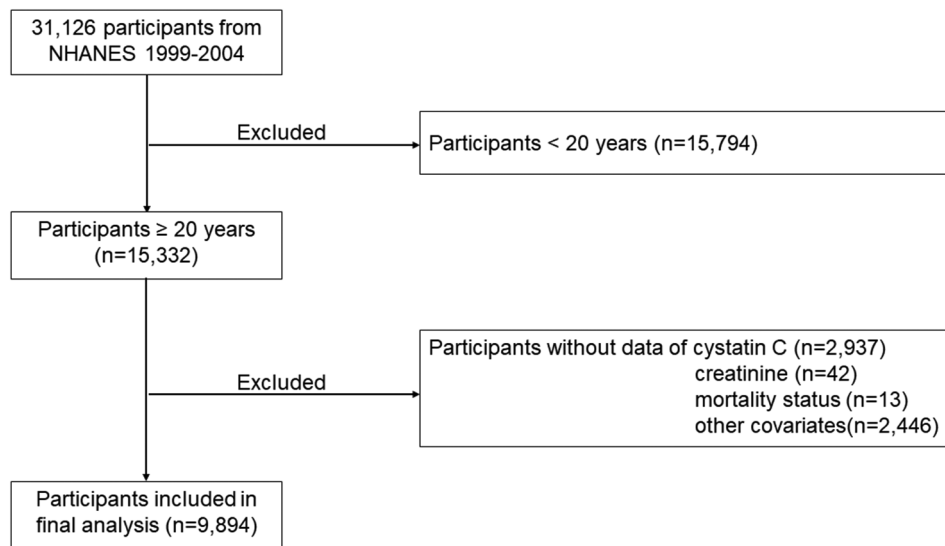 31,126 participants from
NHANES 1999-2004
Excluded
Participants < 20 years (n=15,794)
Participants ≥ 20 years
(n=15,332)
Participants without data of cystatin C (n=2,937)
creatinine (n=42)
mortality status (n=13)
other covariates(n=2,446)
Excluded
Participants included in
final analysis (n=9,894)